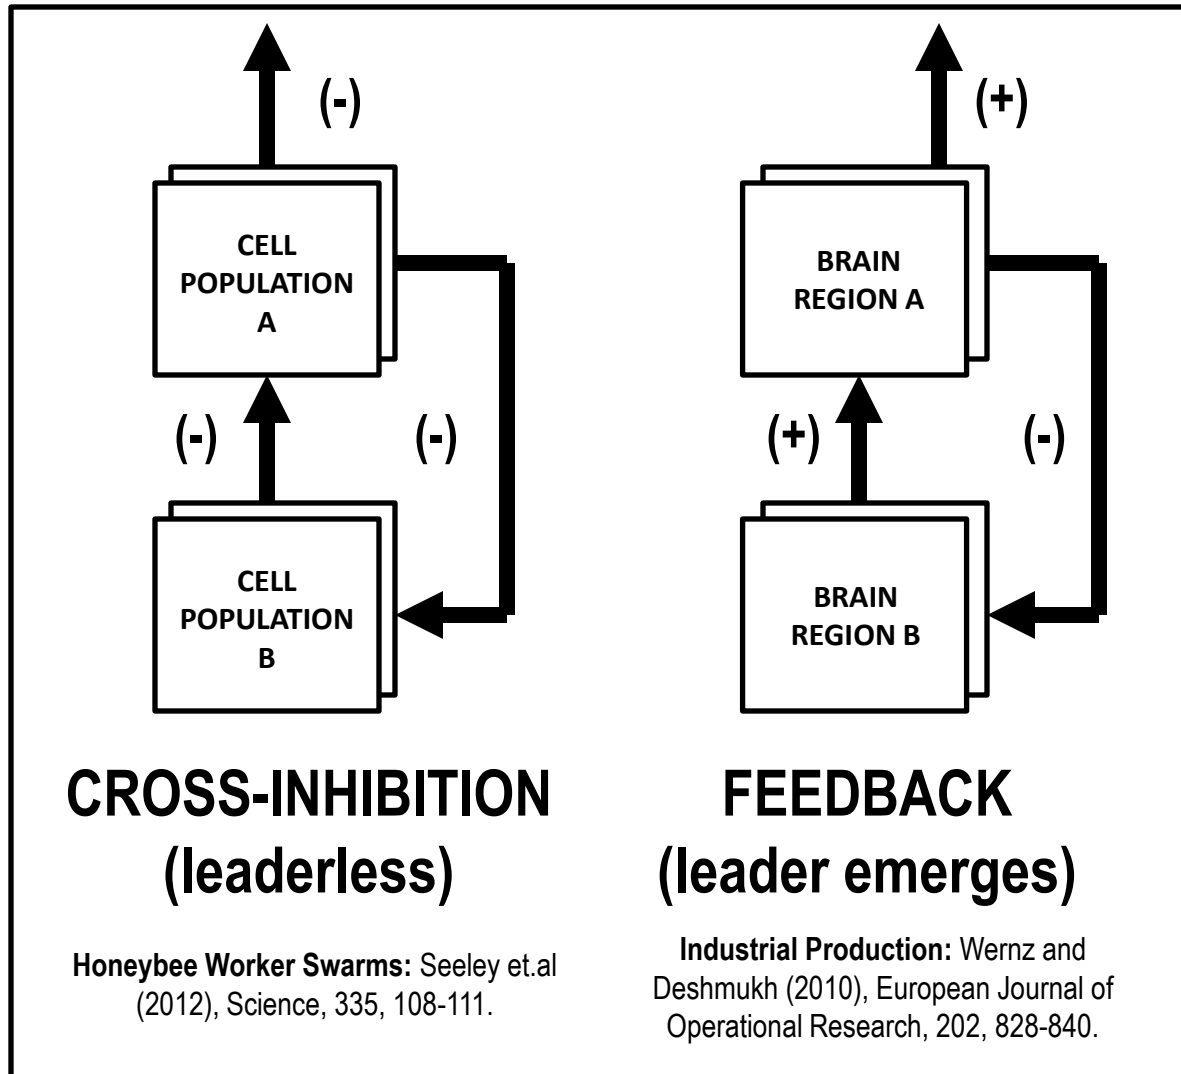 (-)
CELL
POPULATION
A
(-)
(-)
CELL
POPULATION
B
CROSS-INHIBITION
(leaderless)
Honeybee Worker Swarms: Seeley et.al
(2012), Science, 335, 108-111.
(+)
BRAIN
REGION A
(+)
(-)
BRAIN
REGION B
FEEDBACK
(leader emerges)
Industrial Production: Wernz and
Deshmukh (2010), European Journal of
Operational Research, 202, 828-840.